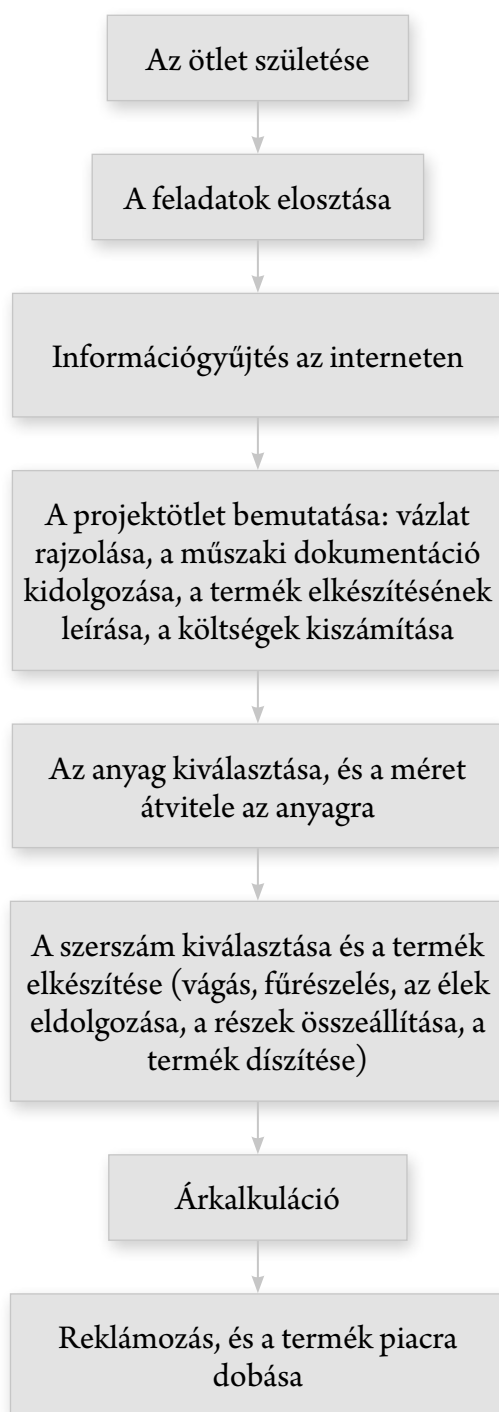 Az ötlet születése
A feladatok elosztása
Információgyűjtés az interneten
A projektötlet bemutatása: vázlat
rajzolása, a műszaki dokumentáció
kidolgozása, a termék elkészítésének
leírása, a költségek kiszámítása
Az anyag kiválasztása, és a méret
átvitele az anyagra
A szerszám kiválasztása és a termék
elkészítése (vágás, fűrészelés, az élek
eldolgozása, a részek összeállítása, a
termék díszítése)
Árkalkuláció
Reklámozás, és a termék piacra
dobása